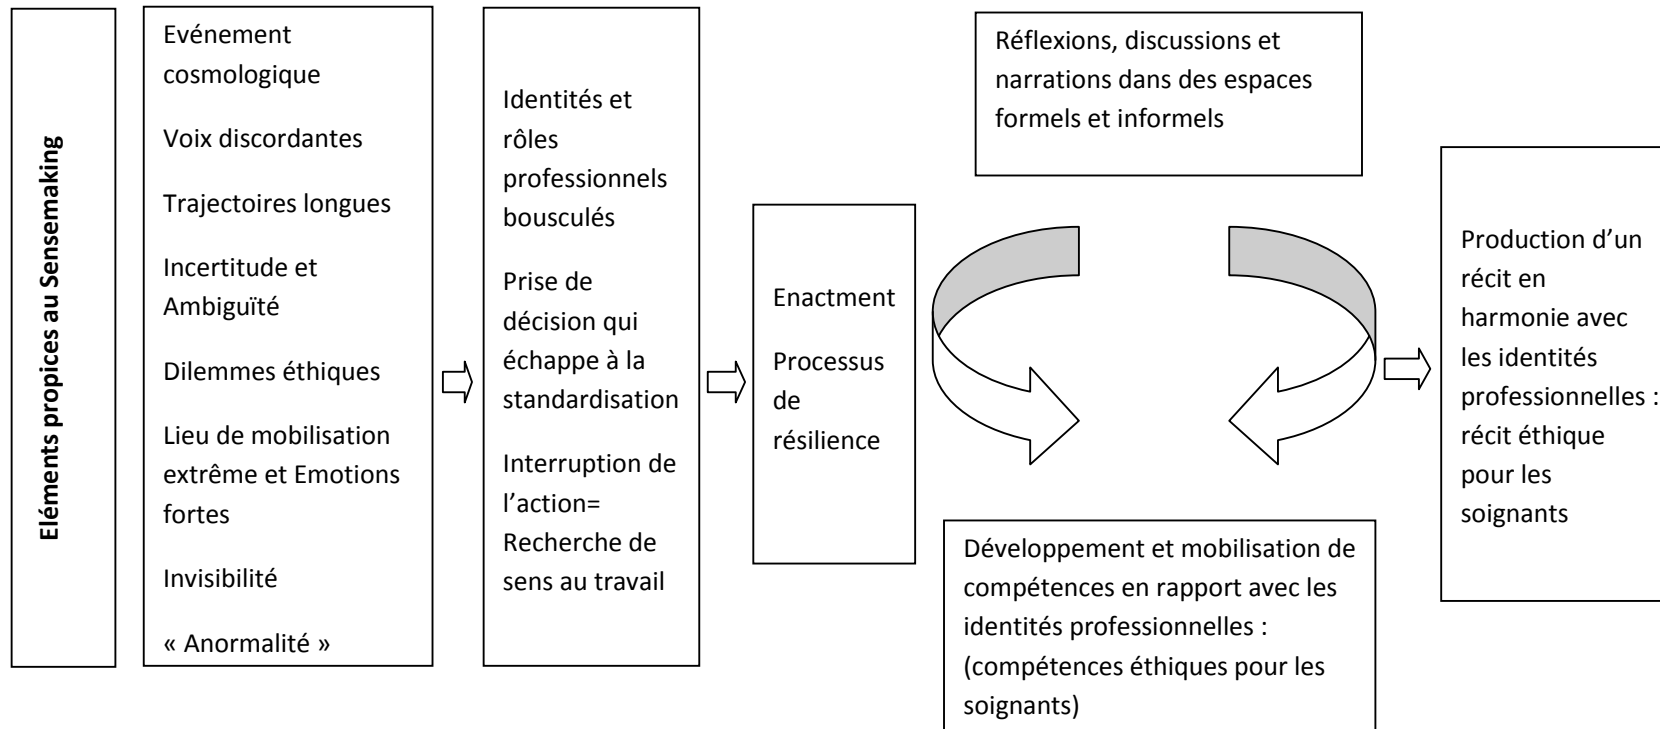 Eléments propices au Sensemaking
Evénement
cosmologique
Voix discordantes
Trajectoires longues
Incertitude et
Ambiguïté
Dilemmes éthiques
Lieu de mobilisation
extrême et Emotions
fortes
Invisibilité
« Anormalité »
Identités et
rôles
professionnels
bousculés
Prise de
décision qui
échappe à la
standardisation
Interruption de
l’action=
Recherche de
sens au travail
Enactment
Processus
de
résilience
Réflexions, discussions et
narrations dans des espaces
formels et informels
Développement et mobilisation de
compétences en rapport avec les
identités professionnelles :
(compétences éthiques pour les
soignants)
Production d’un
récit en
harmonie avec
les identités
professionnelles :
récit éthique
pour les
soignants